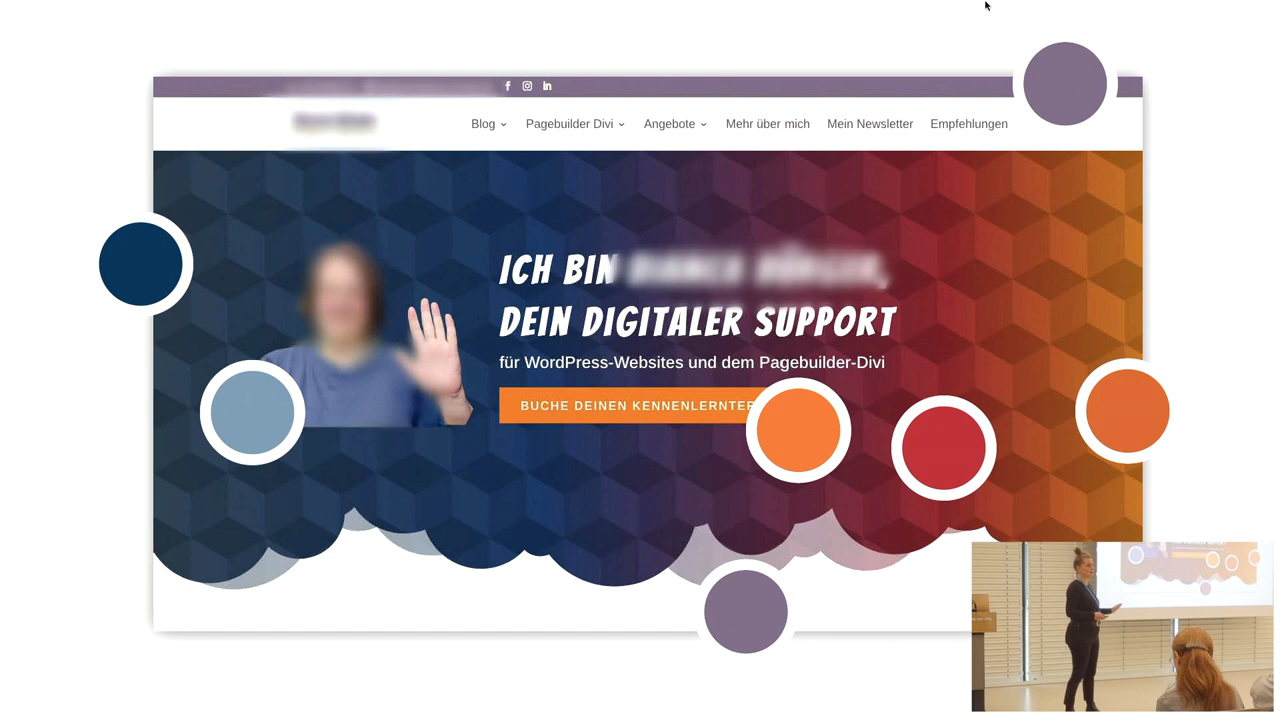 Blog
Pagebuilder Divi
Angebote
Mehr über mich
Mein Newsletter
Empfehlungen
ICH BIN
DEIN DIGITALER SUPPORT
für WordPress-Websites und dem Pagebuilder-Divi
BUCHE DEINEN KENNENLERNTER